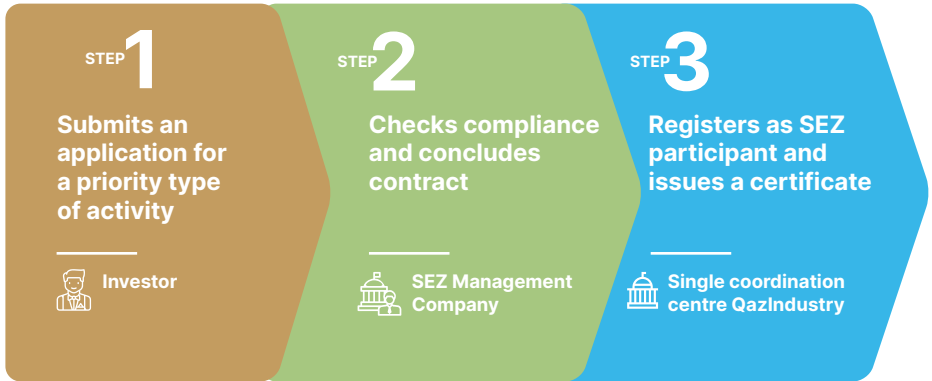 STEP 1
Submits an
application for
a priority type
of activity
Investor
STEP 2
Checks compliance
and concludes
contract
SEZ Management
Company
STEP 3
Registers as SEZ
participant and
issues a certificate
Single coordination
centre QazIndustry